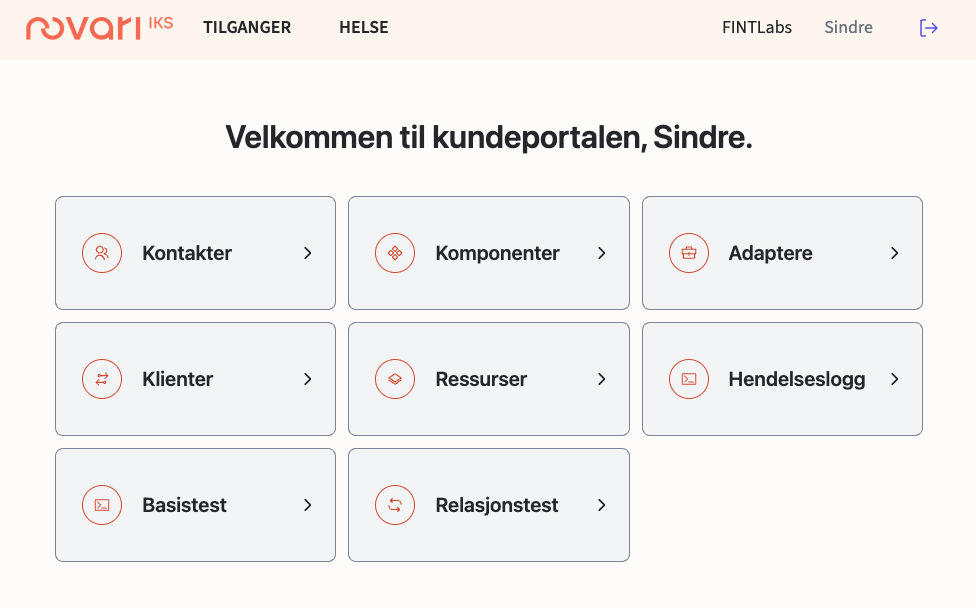 novari IKS TILGANGER HELSE FINTLabs Sindre
Velkommen til kundeportalen, Sindre.
Kontakter Komponenter Adaptere
Klienter Ressurser Hendelseslogg
Basistest Relasjonstest